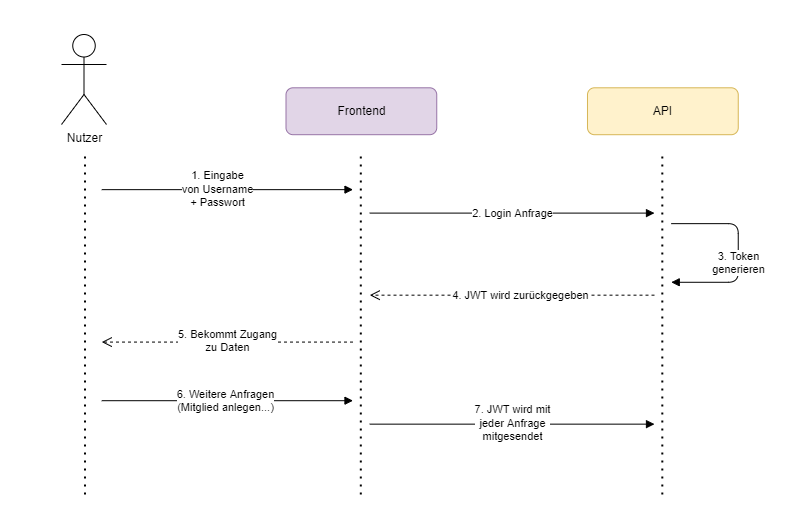 Nutzer
Frontend
API
1. Eingabe
von Username
+ Passwort
2. Login Anfrage
3. Token
generieren
4. JWT wird zurückgegeben
5. Bekommt Zugang
zu Daten
6. Weitere Anfragen
(Mitglied anlegen...)
7. JWT wird mit
jeder Anfrage
mitgesendet